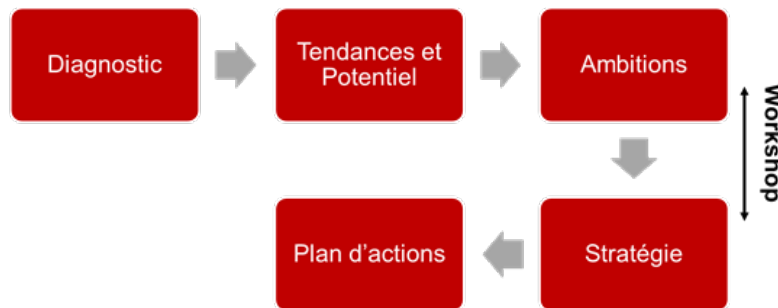 Diagnostic
Tendances et
Potentiel
Ambitions
Workshop
Stratégie
Plan d’actions